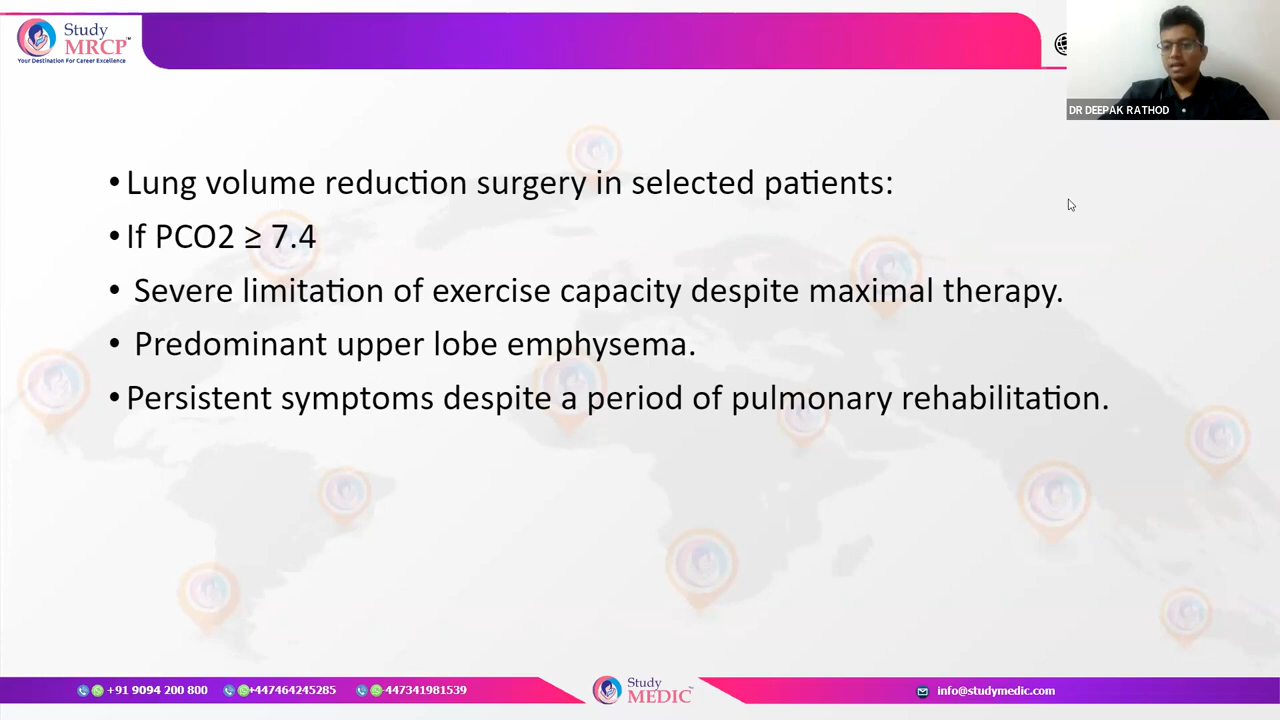 Study
MRCP™
Your Destination For Career Excellence
DR DEEPAK RATHOD
• Lung volume reduction surgery in selected patients:
• If PCO2 ≥ 7.4
• Severe limitation of exercise capacity despite maximal therapy.
• Predominant upper lobe emphysema.
• Persistent symptoms despite a period of pulmonary rehabilitation.
+91 9094 200 800 +447464245285 -447341981539
Study
MEDIC™
info@studymedic.com